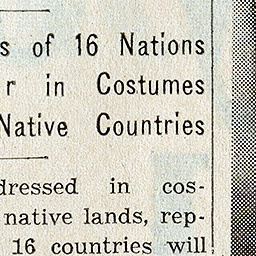 s of 16 Nations
r in Costumes
Native Countries
dressed in cos-
native lands, rep-
16 countries will